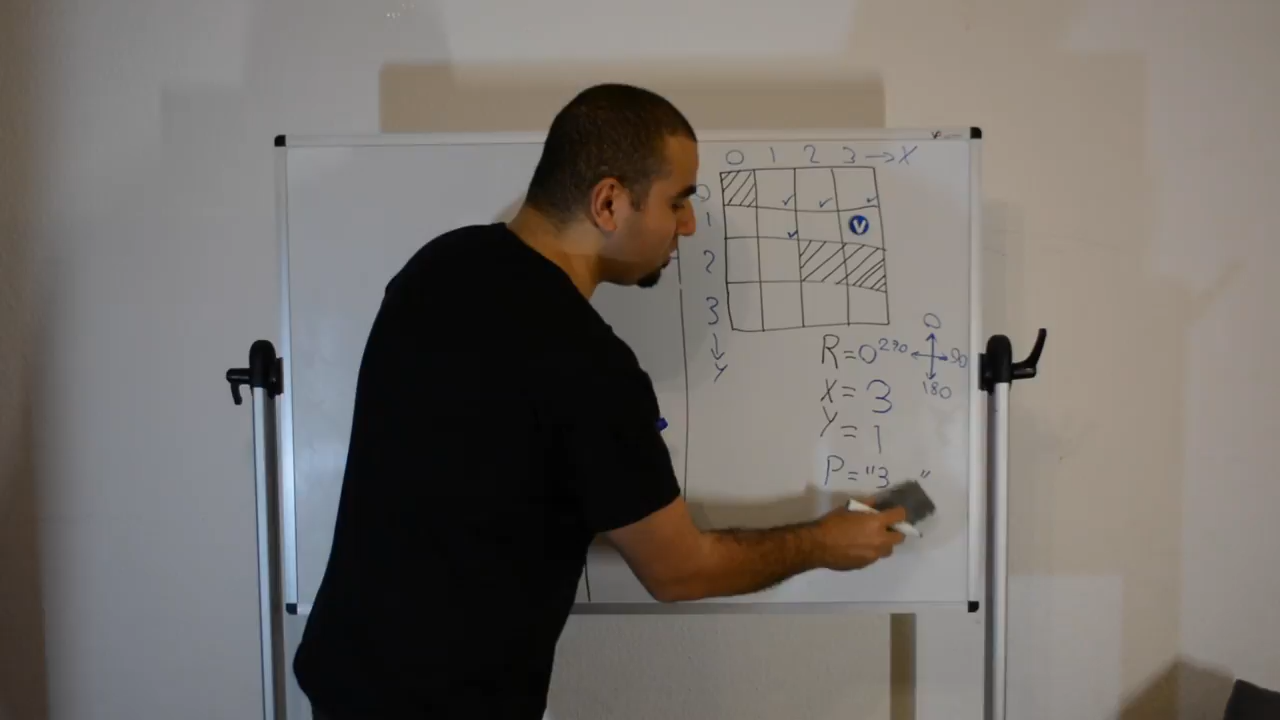 0 1 2 3 → X
0
1 V
2
3
↓
Y
0
R=0 270 90
180
X= 3
Y= 1
P="3 "